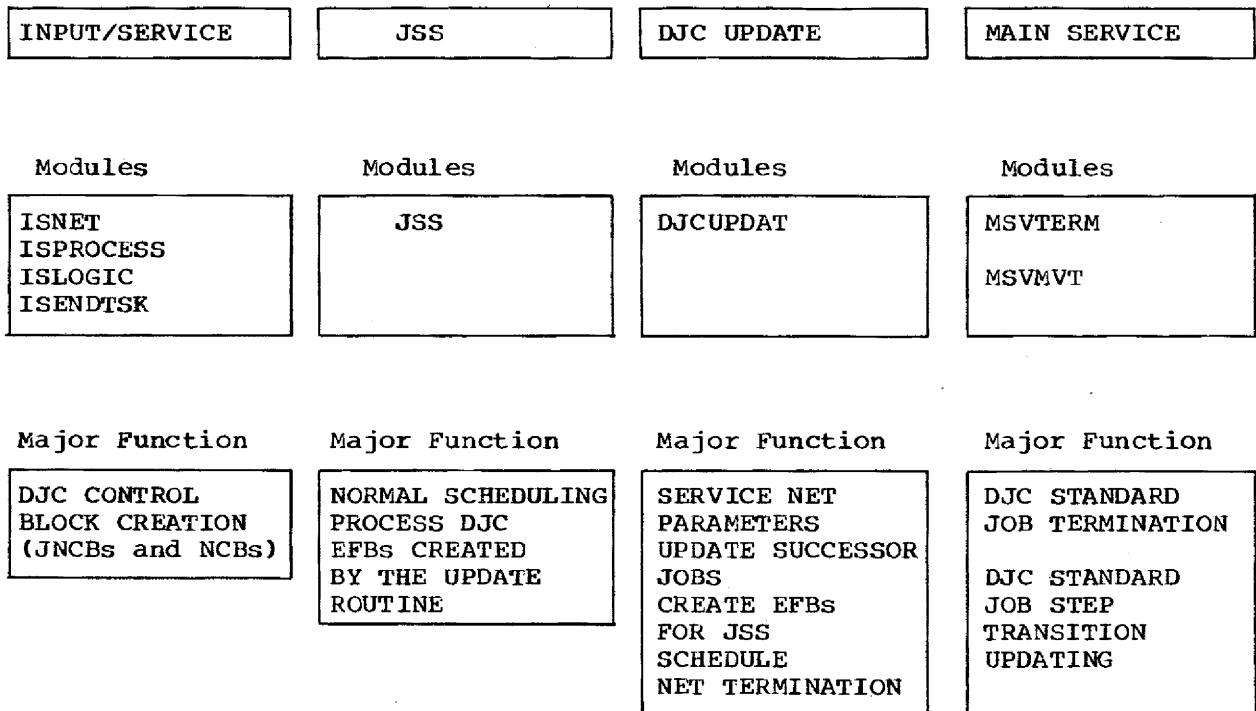 INPUT/SERVICE
JSS
DJC UPDATE
MAIN SERVICE
Modules
Modules
Modules
Modules
ISNET
ISPROCESS
ISLOGIC
ISENDTSK
JSS
DJCUPDAT
MSVTERM
MSVMVT
Major Function
Major Function
Major Function
Major Function
DJC CONTROL
BLOCK CREATION
(JNCBs and NCBs)
NORMAL SCHEDULING
PROCESS DJC
EFBs CREATED
BY THE UPDATE
ROUTINE
SERVICE NET
PARAMETERS
UPDATE SUCCESSOR
JOBS
CREATE EFBs
FOR JSS
SCHEDULE
NET TERMINATION
DJC STANDARD
JOB TERMINATION
DJC STANDARD
JOB STEP
TRANSITION
UPDATING